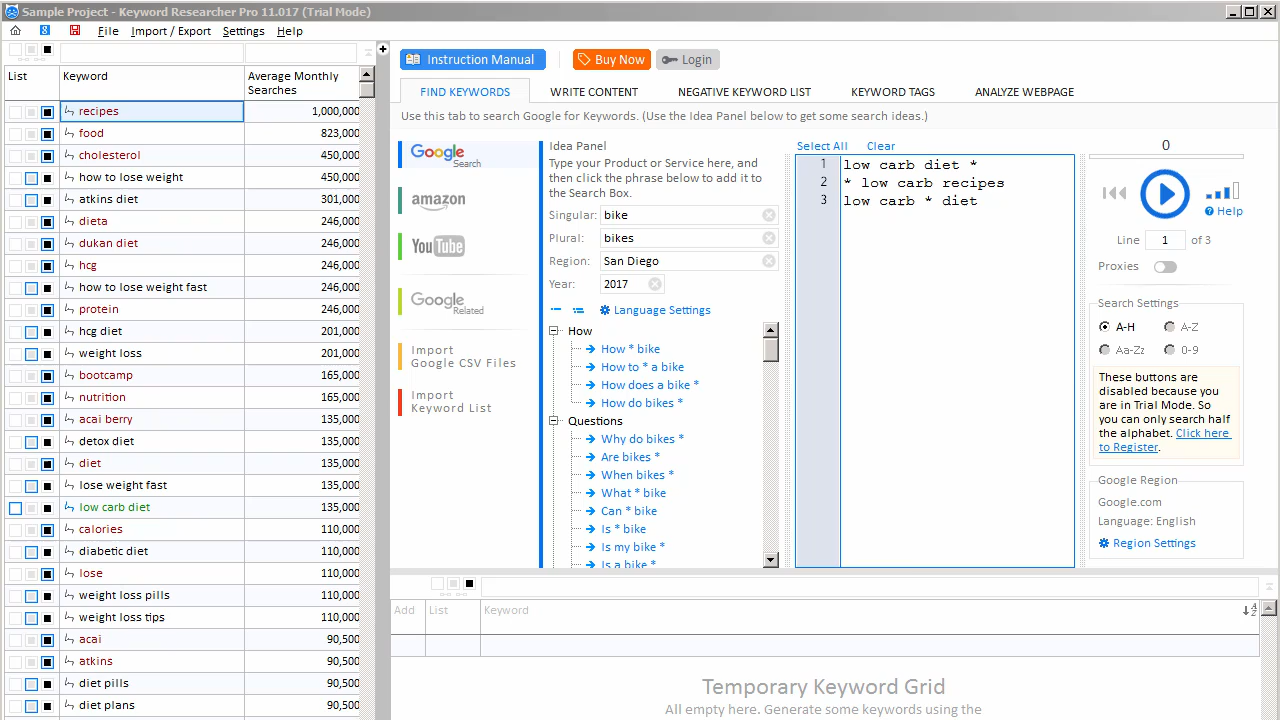 Sample Project - Keyword Researcher Pro 11.017 (Trial Mode)
File Import / Export Settings Help
List Keyword Average Monthly Searches
recipes 1,000,000
food 823,000
cholesterol 450,000
how to lose weight 450,000
atkins diet 301,000
dieta 246,000
dukan diet 246,000
hcg 246,000
how to lose weight fast 246,000
protein 246,000
hcg diet 201,000
weight loss 201,000
bootcamp 165,000
nutrition 165,000
acai berry 135,000
detox diet 135,000
diet 135,000
lose weight fast 135,000
low carb diet 135,000
calories 110,000
diabetic diet 110,000
lose 110,000
weight loss pills 110,000
weight loss tips 110,000
acai 90,500
atkins 90,500
diet pills 90,500
diet plans 90,500
Instruction Manual Buy Now Login
FIND KEYWORDS WRITE CONTENT NEGATIVE KEYWORD LIST KEYWORD TAGS ANALYZE WEBPAGE
Use this tab to search Google for Keywords. (Use the Idea Panel below to get some search ideas.)
Google Search
amazon
YouTube
Google Related
Import
Google CSV Files
Import
Keyword List
Idea Panel
Type your Product or Service here, and
then click the phrase below to add it to
the Search Box.
Singular: bike
Plural: bikes
Region: San Diego
Year: 2017
Language Settings
How
How * bike
How to * a bike
How does a bike *
How do bikes *
Questions
Why do bikes *
Are bikes *
When bikes *
What * bike
Can * bike
Is * bike
Is my bike *
Is a bike *
Select All Clear
1 low carb diet *
2 * low carb recipes
3 low carb * diet
0
Help
Line 1 of 3
Proxies
Search Settings
A-H A-Z
Aa-Zz 0-9
These buttons are
disabled because you
are in Trial Mode. So
you can only search half
the alphabet. Click here
to Register.
Google Region
Google.com
Language: English
Region Settings
Add List Keyword
Temporary Keyword Grid
All empty here. Generate some keywords using the